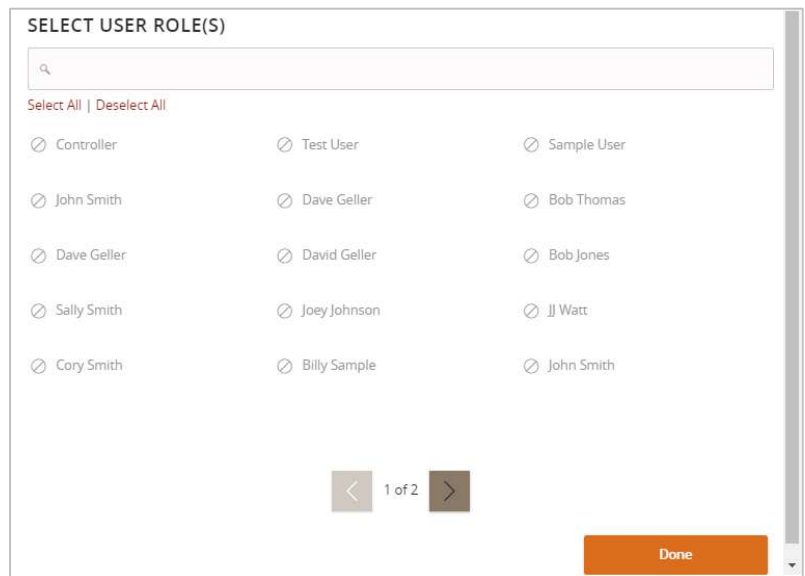 SELECT USER ROLE(S)
Select All | Deselect All
Controller Test User Sample User
John Smith Dave Geller Bob Thomas
Dave Geller David Geller Bob Jones
Sally Smith Joey Johnson JJ Watt
Cory Smith Billy Sample John Smith
1 of 2
Done